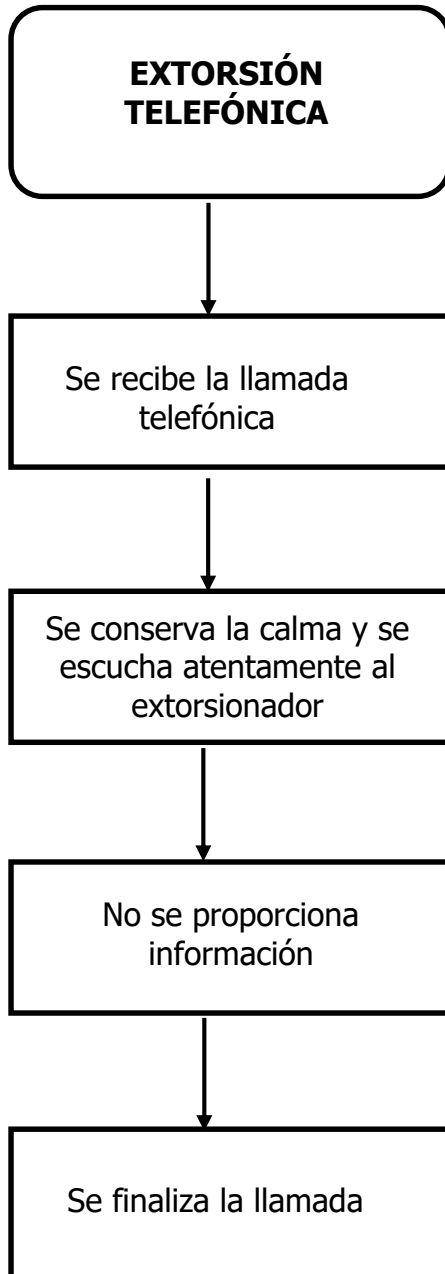 EXTORSIÓN
TELEFÓNICA
Se recibe la llamada
telefónica
Se conserva la calma y se
escucha atentamente al
extorsionador
No se proporciona
información
Se finaliza la llamada